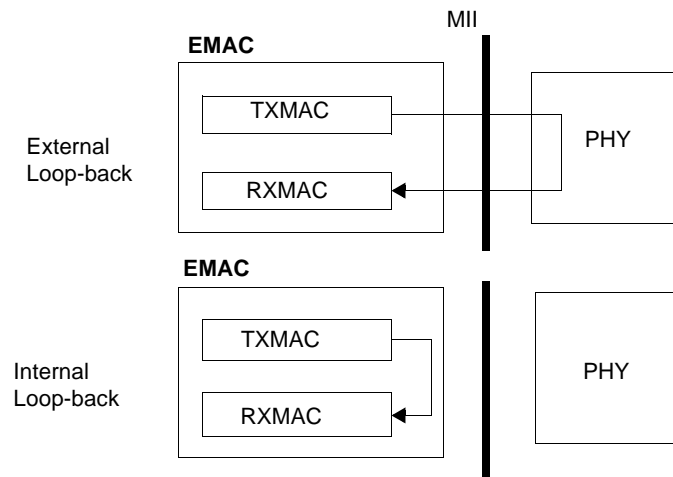 MII
EMAC
TXMAC
PHY
External
Loop-back
RXMAC
EMAC
TXMAC
Internal
Loop-back
PHY
RXMAC